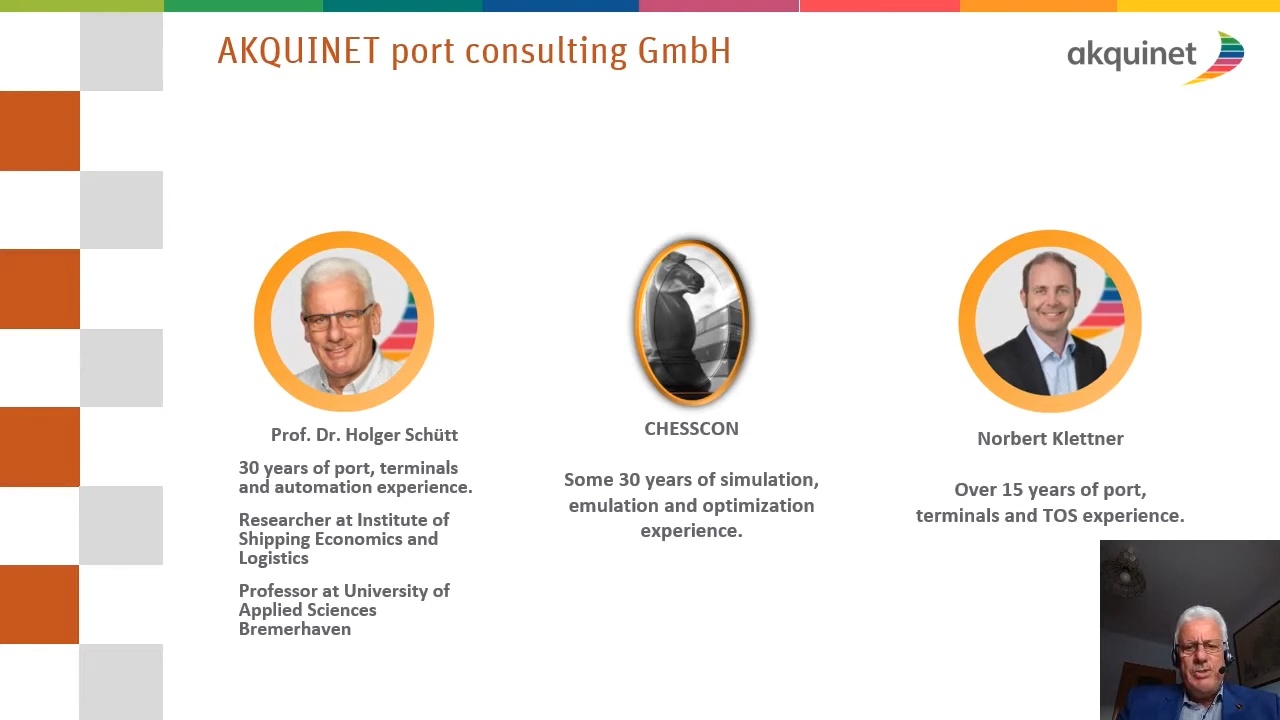 AKQUINET port consulting GmbH
akquinet
Prof. Dr. Holger Schütt
30 years of port, terminals
and automation experience.
Researcher at Institute of
Shipping Economics and
Logistics
Professor at University of
Applied Sciences
Bremerhaven
CHESSCON
Some 30 years of simulation,
emulation and optimization
experience.
Norbert Klettner
Over 15 years of port,
terminals and TOS experience.